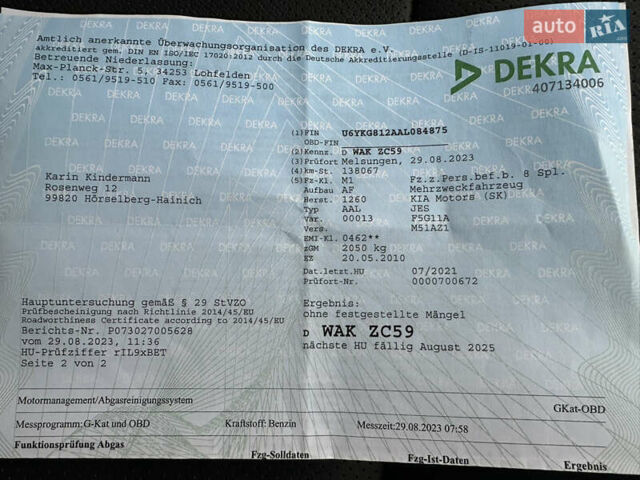 auto RIA.com
Amtlich anerkannte Überwachungsorganisation des DEKRA e.V.
akkreditiert gem. DIN EN ISO/IEC 17020:2012 durch die Deutsche Akkreditierungsstelle (D-IS-11019-01-00)
Betreuende Niederlassung:
Max-Planck-Str. 5, 34253 Lohfelden
Tel.: 0561/9519-510 Fax: 0561/9519-500
DEKRA
407134006
(1) FIN U6YKG812AAL084875
OBD-FIN
(2) Kennz. D WAK ZC59
(3) Prüfort Melsungen, 29.08.2023
(4) km-St. 138067
(5) Fz-Kl. M1 Fz.z.Pers.bef.b. 8 Spl.
Aufbau AF Mehrzweckfahrzeug
Herst. 1260 KIA Motors (SK)
Typ AAL JES
Var. 00013 F5G11A
Vers. M51AZ1
EMI-Kl. 0462**
zGM 2050 kg
EZ 20.05.2010
Dat.letzt.HU 07/2021
Prüfort-Nr. 0000700672
Karin Kindermann
Rosenweg 12
99820 Hörselberg-Hainich
Hauptuntersuchung gemäß § 29 StVZO
Prüfbescheinigung nach Richtlinie 2014/45/EU
Roadworthiness Certificate according to 2014/45/EU
Berichts-Nr. P073027005628
vom 29.08.2023, 11:36
HU-Prüfziffer rIL9xBET
Seite 2 von 2
Ergebnis:
ohne festgestellte Mängel
D WAK ZC59
nächste HU fällig August 2025
Motormanagement/Abgasreinigungssystem GKat-OBD
Messprogramm: G-Kat und OBD Kraftstoff: Benzin Messzeit:29.08.2023 07:58
Funktionsprüfung Abgas
Fzg-Solldaten Fzg-Ist-Daten Ergebnis